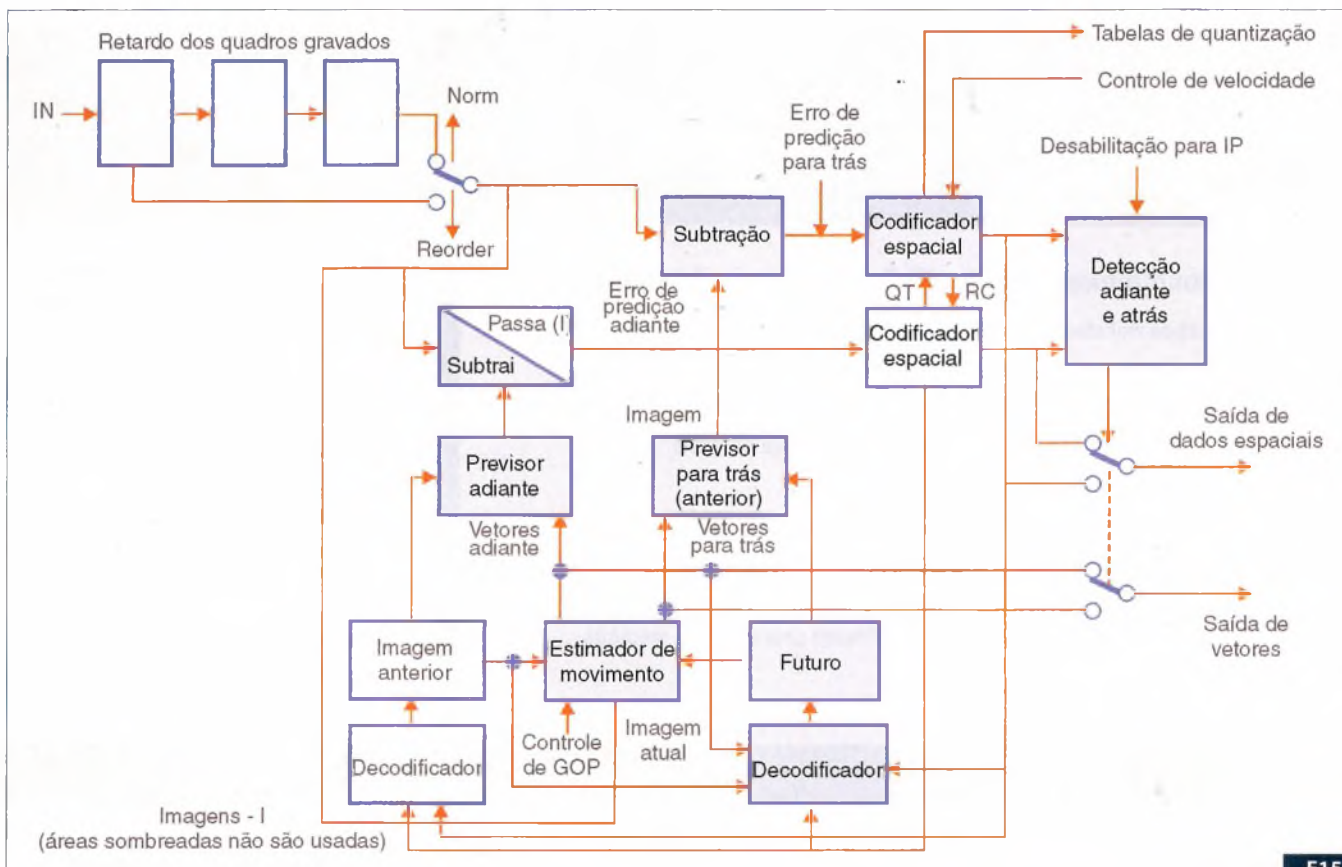 Retardo dos quadros gravados
IN
Norm
Reorder
Tabelas de quantização
Controle de velocidade
Erro de
predição
para trás
Desabilitação para IP
Subtração
Codificador
espacial
Detecção
adiante
e atrás
QT
RC
Erro de
predição
adiante
Passa (I)
Subtrai
Codificador
espacial
Imagem
Saída de
dados espaciais
Previsor
adiante
Previsor
para trás
(anterior)
Vetores
adiante
Vetores
para trás
Saída de
vetores
Imagem
anterior
Estimador de
movimento
Futuro
Controle
de GOP
Imagem
atual
Decodificador
Decodificador
Imagens - I
(áreas sombreadas não são usadas)